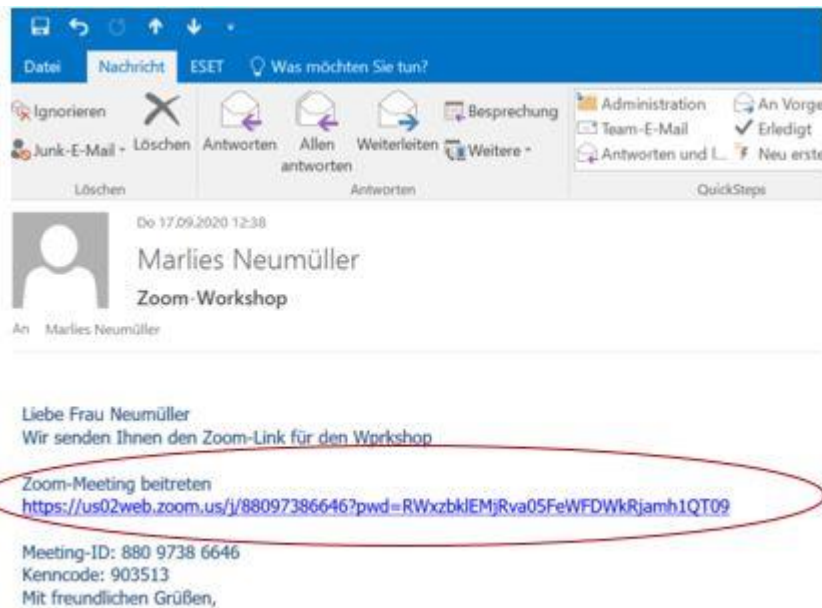 Datei Nachricht ESET Was möchten Sie tun?
Ignorieren
Junk-E-Mail
Löschen
Löschen
Antworten
Allen
antworten
Weiterleiten
Besprechung
Weitere
Antworten
Administration
Team-E-Mail
Antworten und l...
An Vorge
Erledigt
Neu erste
QuickSteps
Do 17.09.2020 12:38
Marlies Neumüller
Zoom-Workshop
An Marlies Neumüller
Liebe Frau Neumüller
Wir senden Ihnen den Zoom-Link für den Wprkshop
Zoom-Meeting beitreten
https://us02web.zoom.us/j/88097386646?pwd=RWxzbklEMjRva05FeWFDWkRjamh1QT09
Meeting-ID: 880 9738 6646
Kenncode: 903513
Mit freundlichen Grüßen,